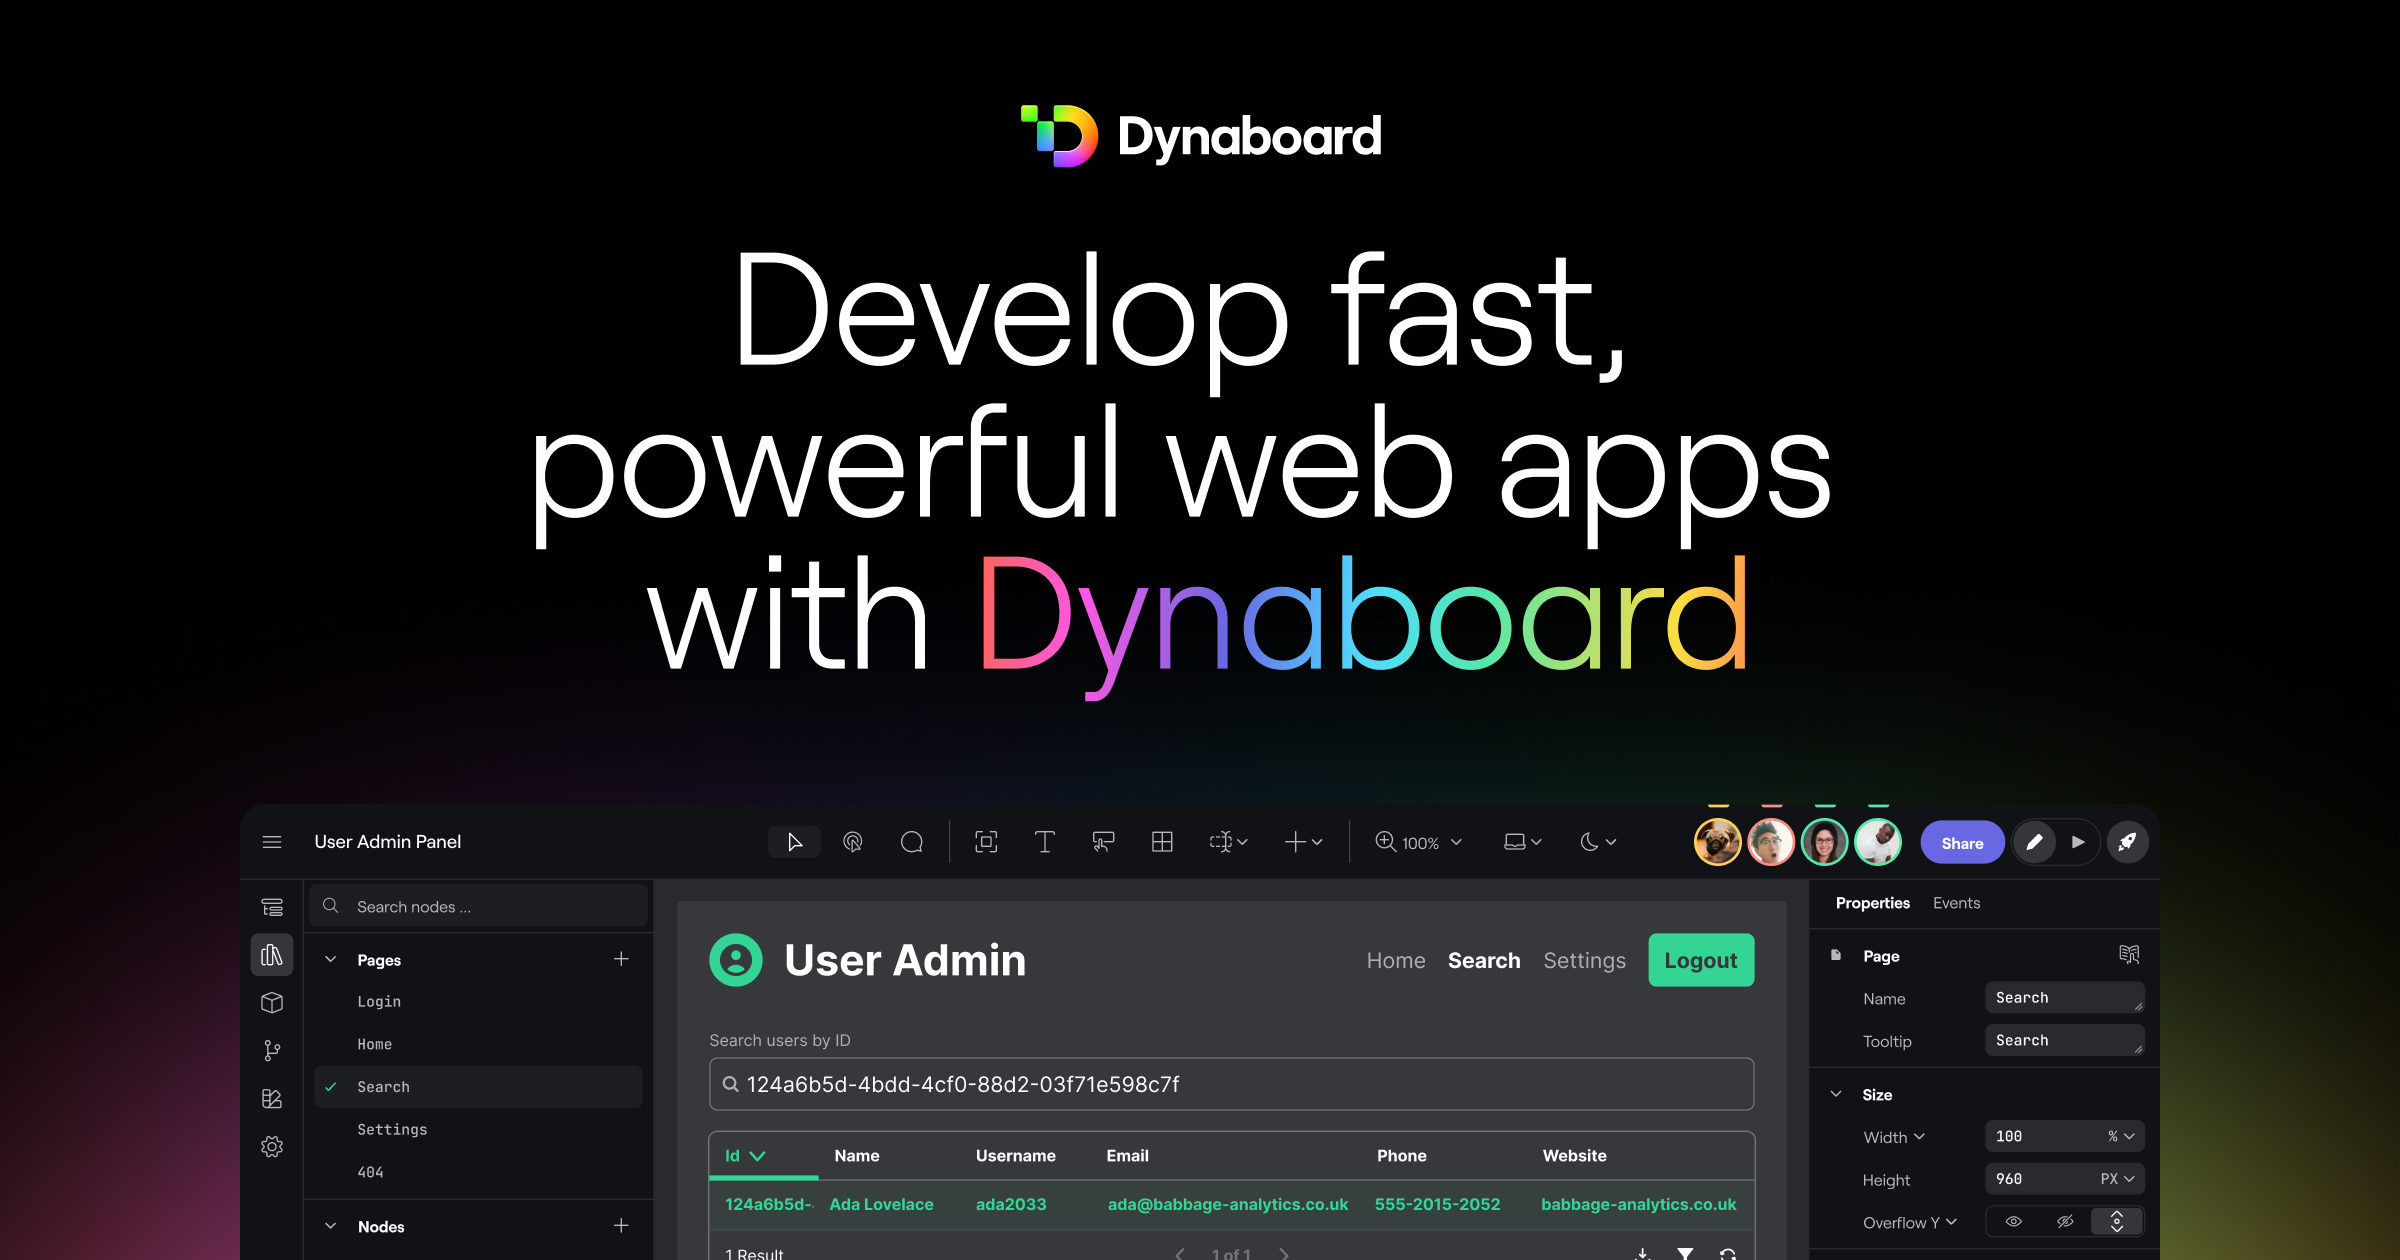 Dynaboard
Develop fast,
powerful web apps
with Dynaboard
User Admin Panel
100%
Share
Search nodes ...
Pages
Login
Home
Search
Settings
404
Nodes
User Admin
Home Search Settings Logout
Search users by ID
124a6b5d-4bdd-4cf0-88d2-03f71e598c7f
Id Name Username Email Phone Website
124a6b5d- Ada Lovelace ada2033 ada@babbage-analytics.co.uk 555-2015-2052 babbage-analytics.co.uk
1 Result 1 of 1
Properties Events
Page
Name Search
Tooltip Search
Size
Width 100 %
Height 960 PX
Overflow Y